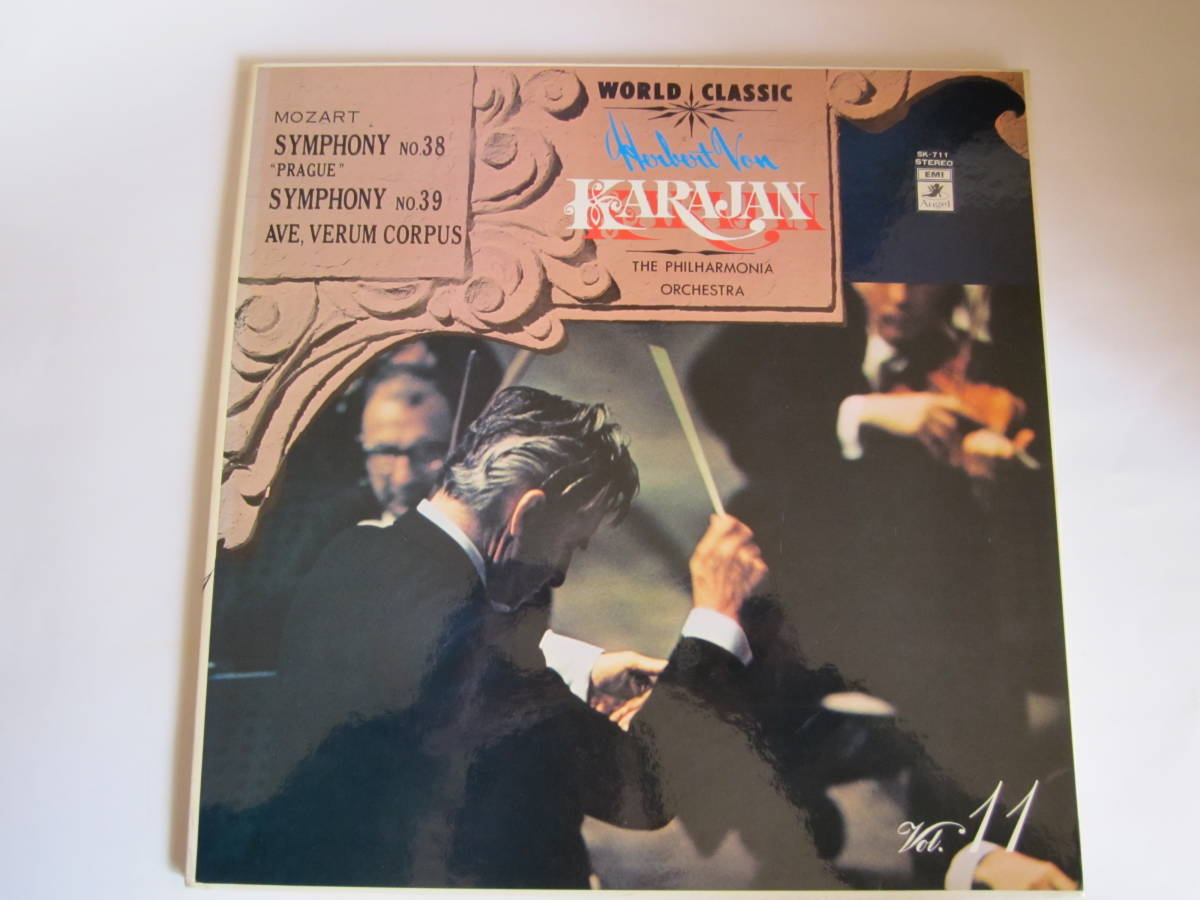 MOZART
SYMPHONY NO.38
"PRAGUE"
SYMPHONY NO.39
AVE, VERUM CORPUS
WORLD CLASSIC
Herbert Von
KARAJAN
THE PHILHARMONIA
ORCHESTRA
SK-711
STEREO
EMI
Angel
Vol. 11